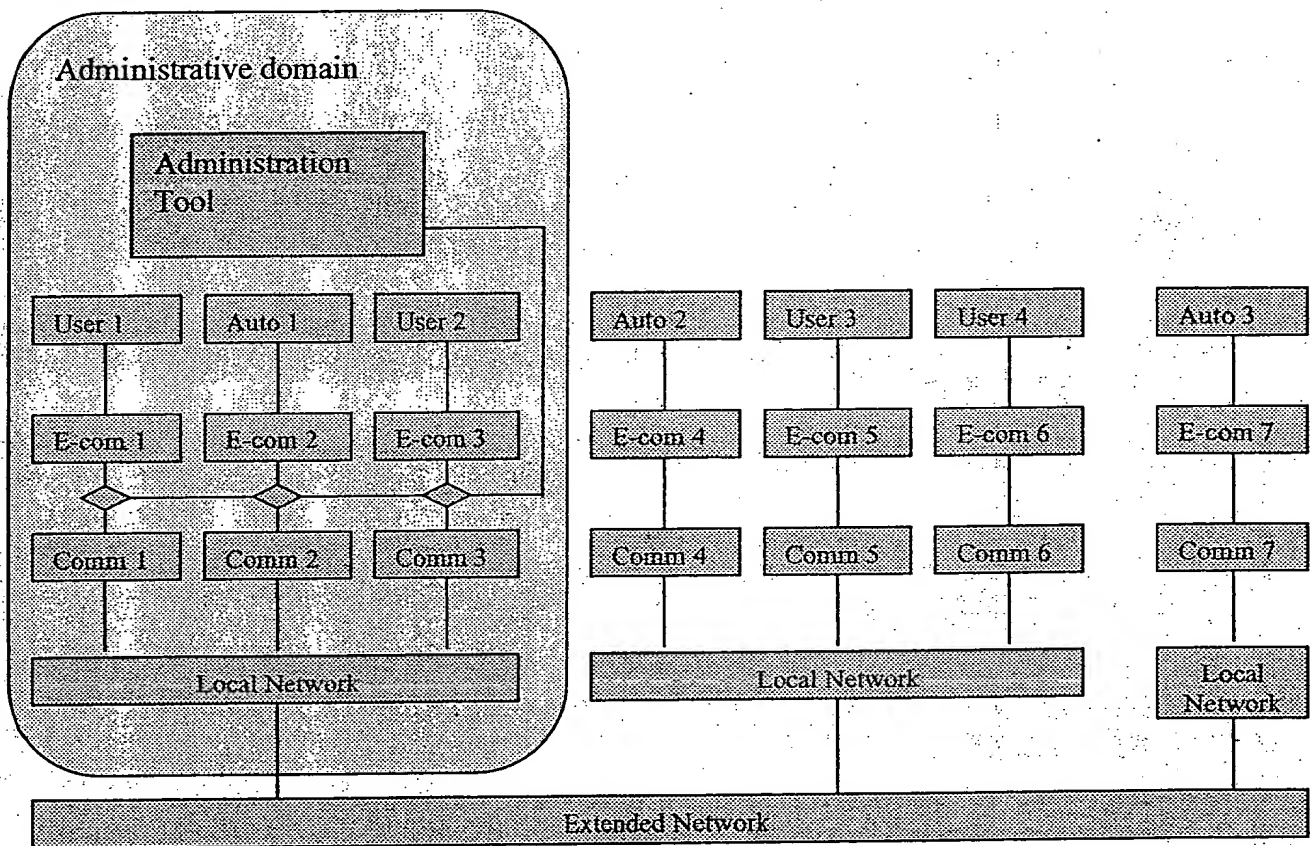 Administrative domain
Administration
Tool
User 1
Auto 1
User 2
Auto 2
User 3
User 4
Auto 3
E-com 1
E-com 2
E-com 3
E-com 4
E-com 5
E-com 6
E-com 7
Comm 1
Comm 2
Comm 3
Comm 4
Comm 5
Comm 6
Comm 7
Local Network
Local Network
Local
Network
Extended Network